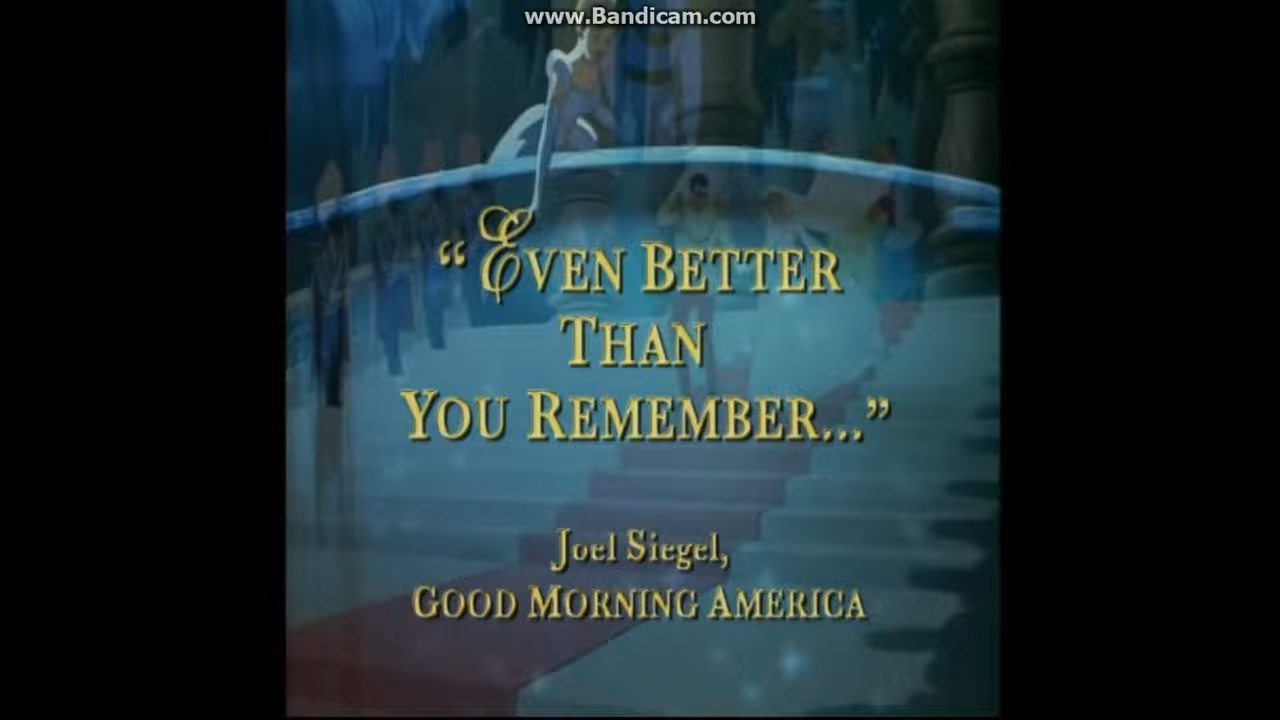 www.Bandicam.com
“Even Better
Than
You Remember...”
Joel Siegel,
Good Morning America